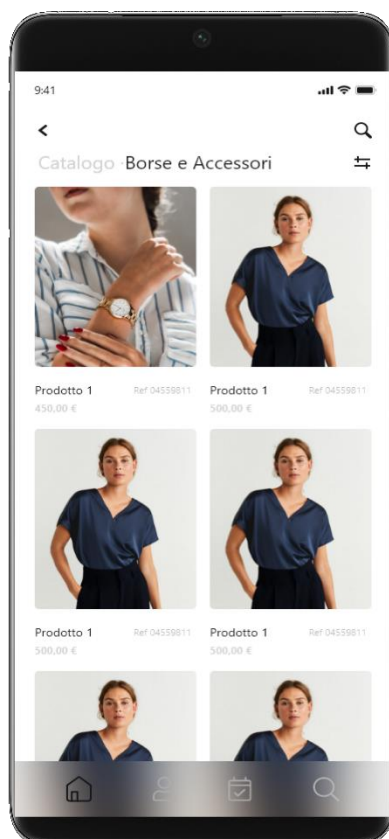 9:41
Catalogo · Borse e Accessori
Prodotto 1 Ref 04559811
450,00 €
Prodotto 1 Ref 04559811
500,00 €
Prodotto 1 Ref 04559811
500,00 €
Prodotto 1 Ref 04559811
500,00 €